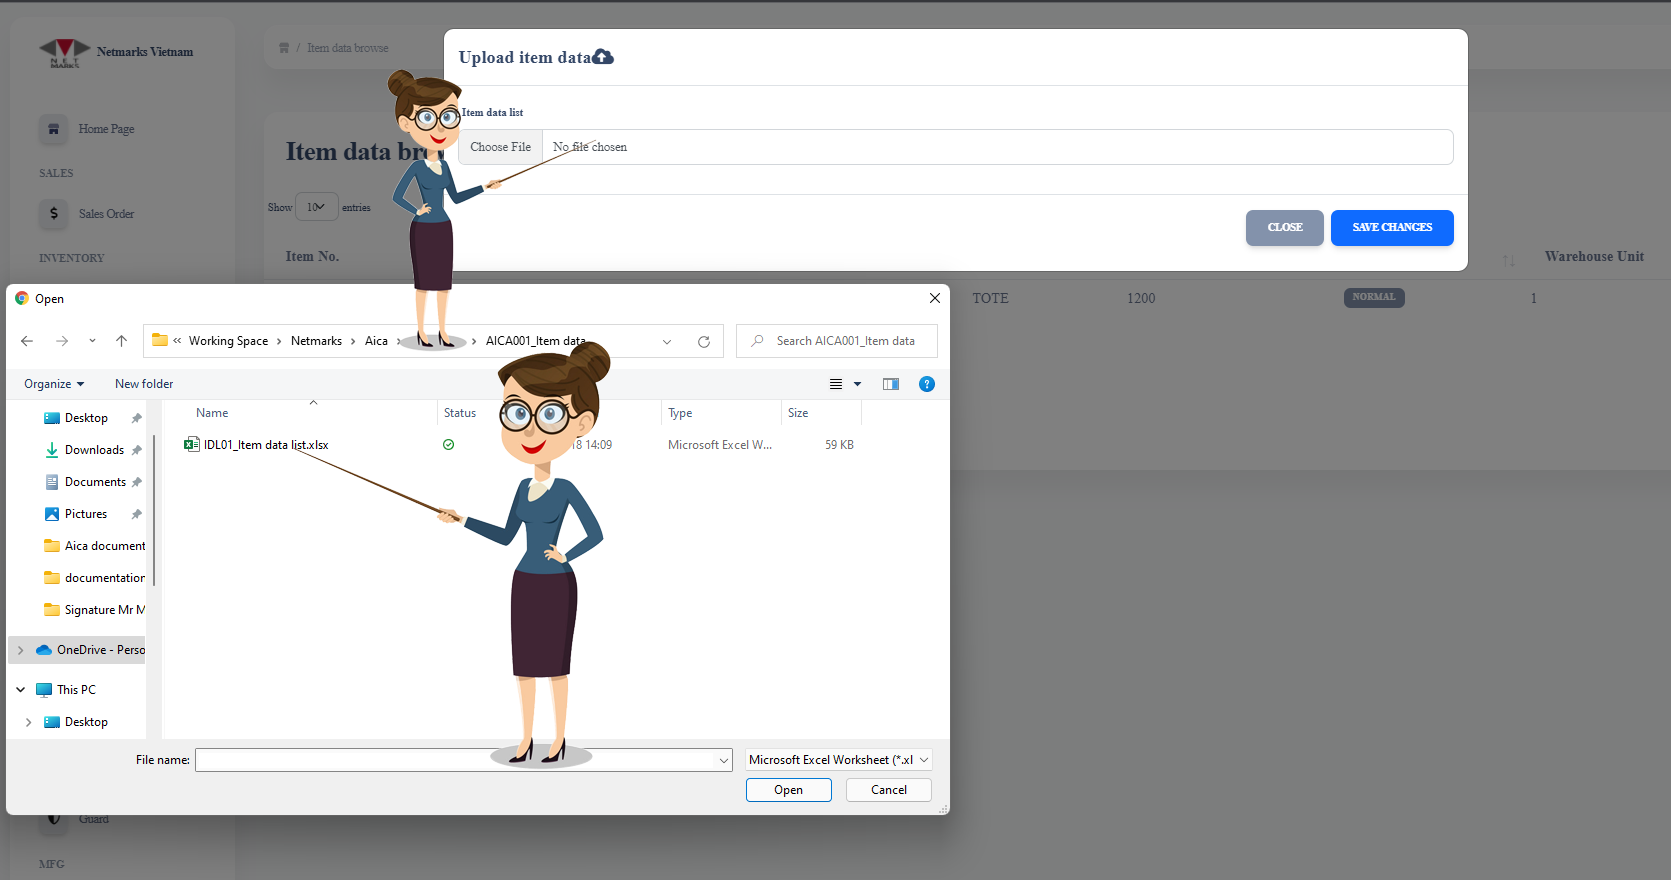 Netmarks Vietnam
NET
MARKS
/ Item data browse
Upload item data
Item data list
Choose File
No file chosen
Home Page
Item data bro
SALES
Show 10 entries
Sales Order
CLOSE
SAVE CHANGES
INVENTORY
Item No.
Warehouse Unit
TOTE
1200
NORMAL
1
Open
« Working Space › Netmarks › Aica › › AICA001_Item data
Search AICA001_Item data
Organize
New folder
?
Name
Status
Type
Size
Desktop
IDL01_Item data list.xlsx
18 14:09
Microsoft Excel W...
59 KB
Downloads
Documents
Pictures
Aica document
documentation
Signature Mr M
OneDrive - Perso
This PC
Desktop
File name:
Microsoft Excel Worksheet (*.xl
Open
Cancel
Guard
MFG